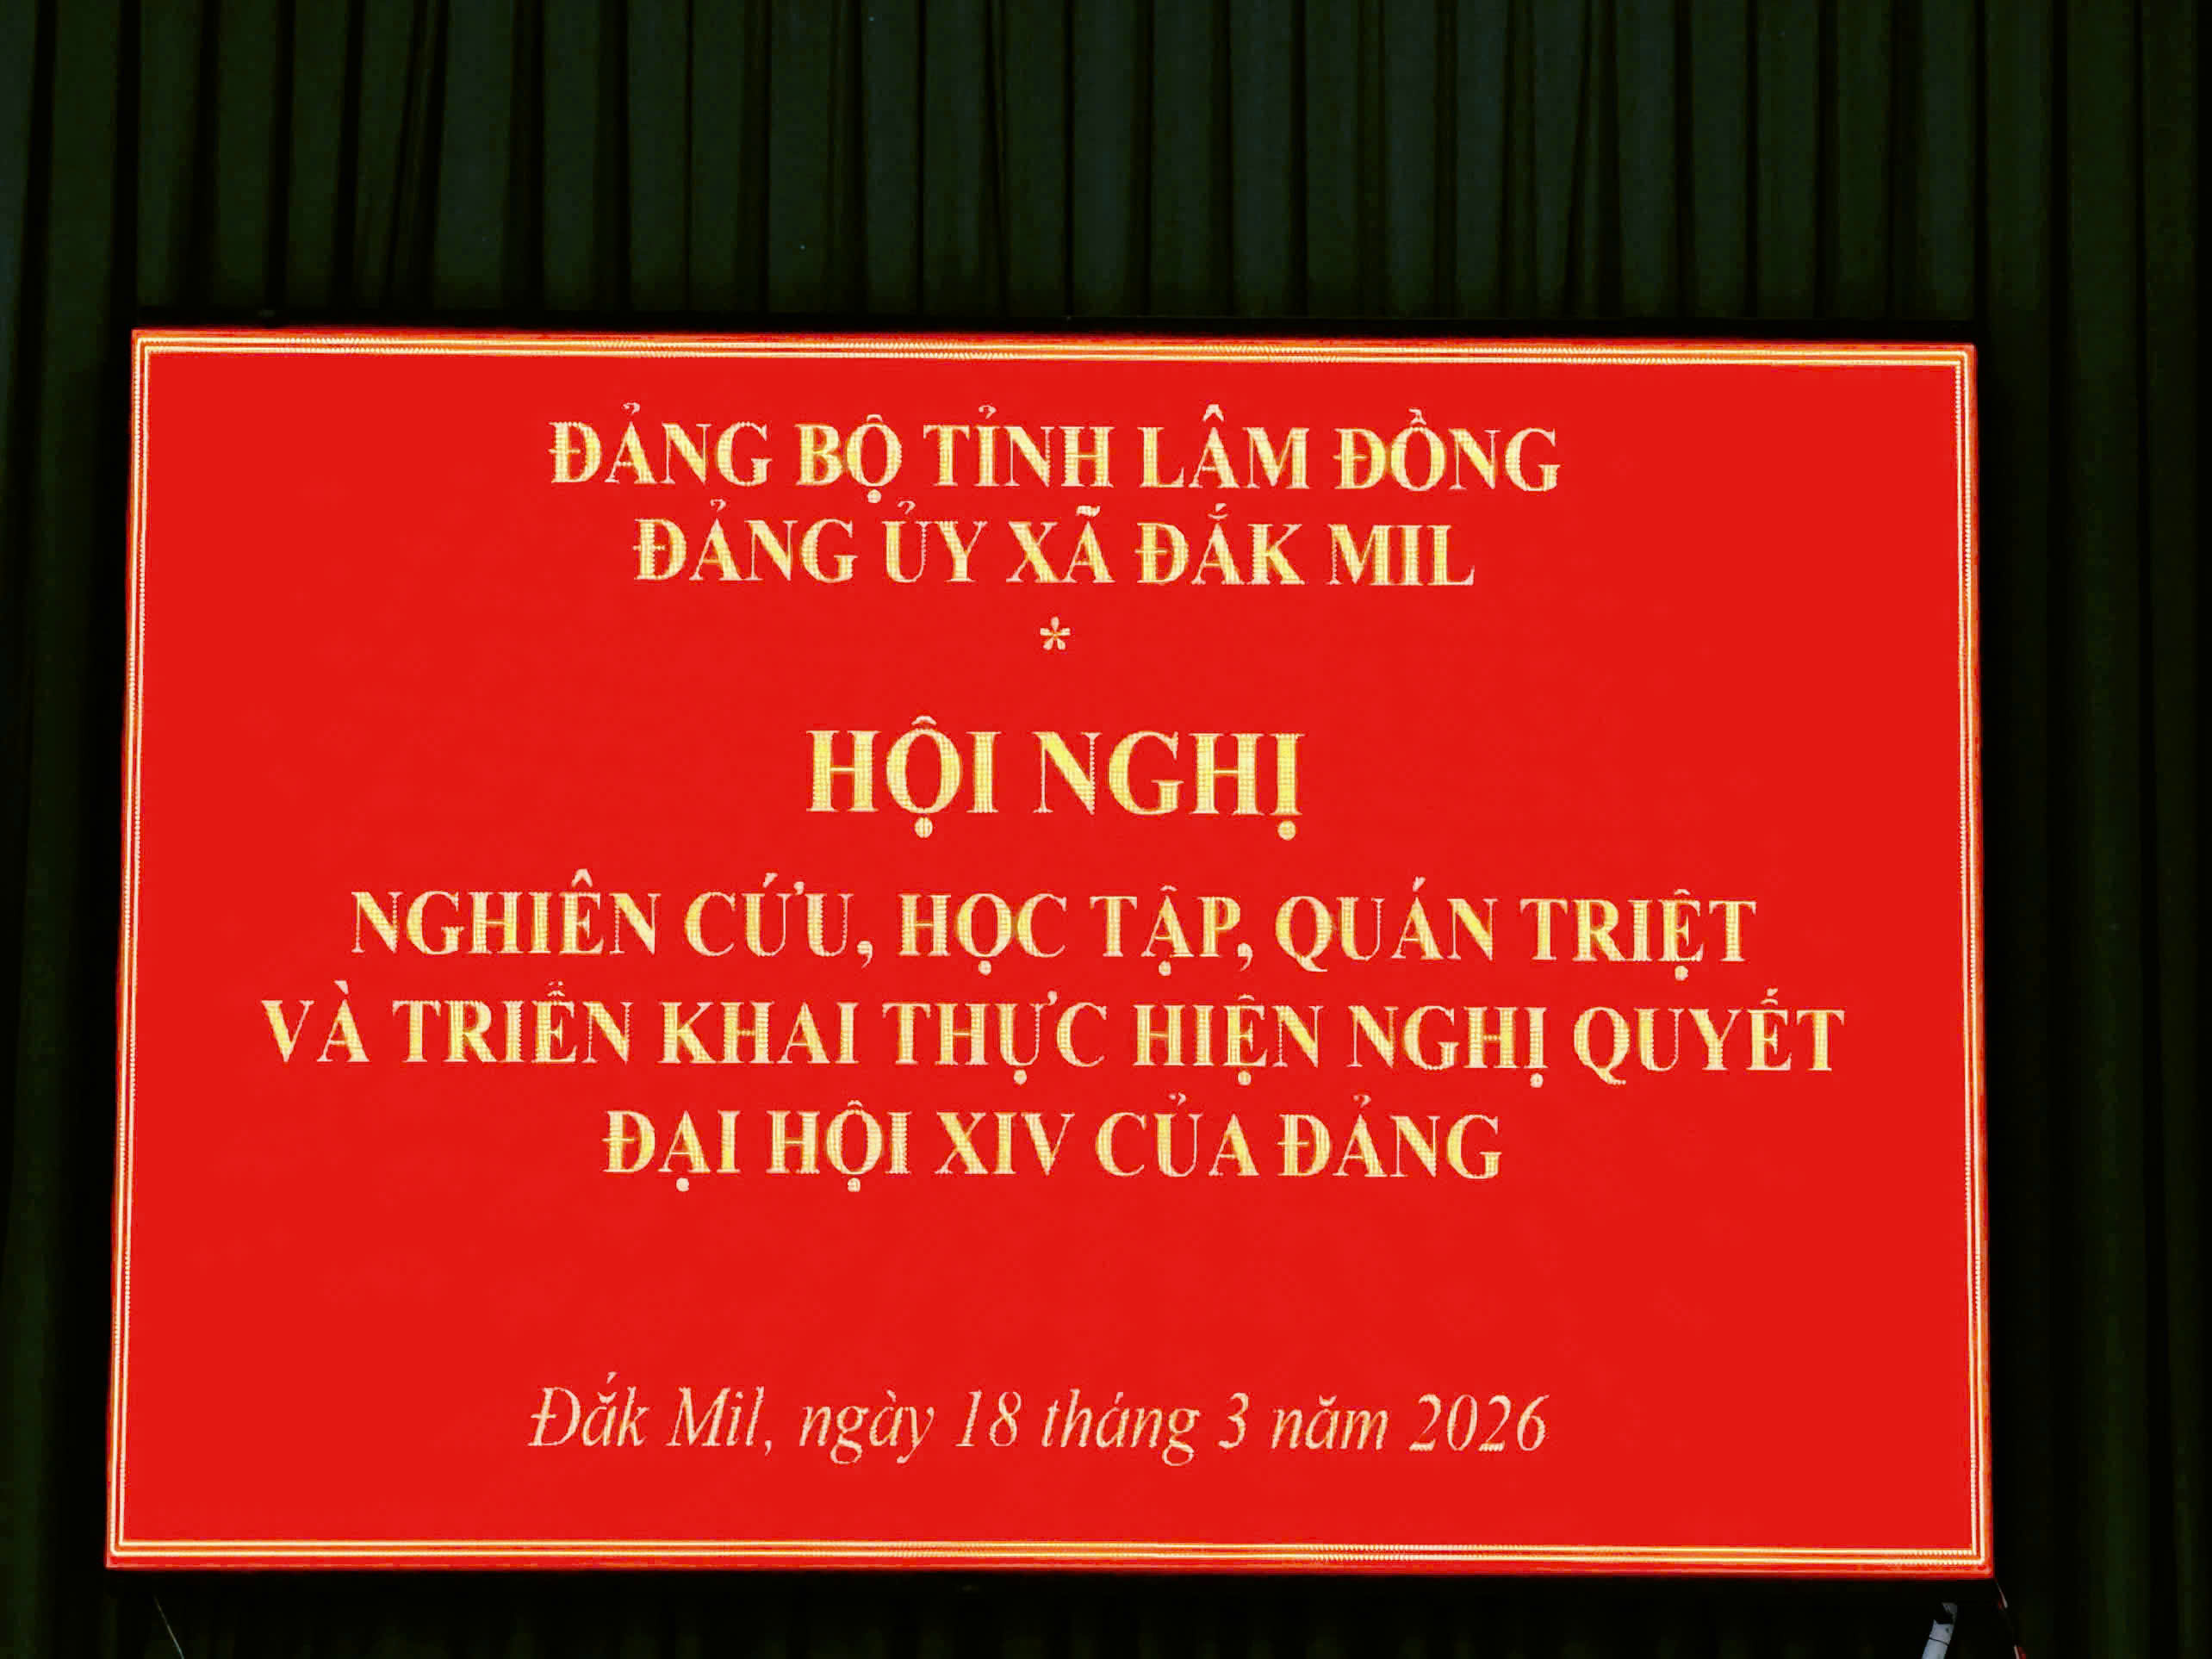 ĐẢNG BỘ TỈNH LÂM ĐỒNG
ĐẢNG ỦY XÃ ĐẮK MIL
*
HỘI NGHỊ
NGHIÊN CỨU, HỌC TẬP, QUÁN TRIỆT
VÀ TRIỂN KHAI THỰC HIỆN NGHỊ QUYẾT
ĐẠI HỘI XIV CỦA ĐẢNG
Đắk Mil, ngày 18 tháng 3 năm 2026